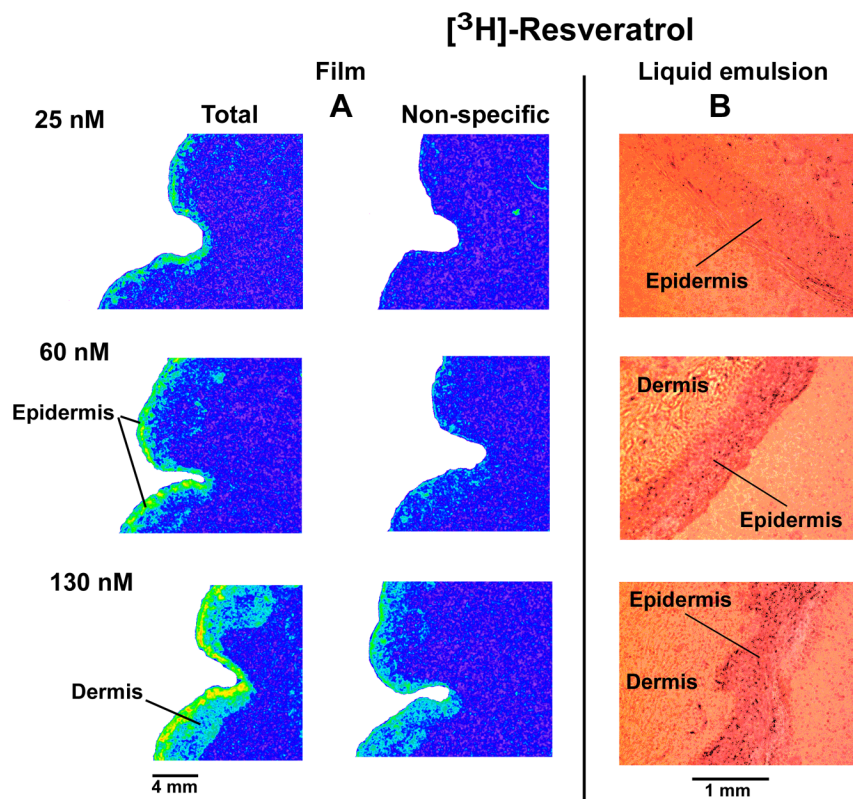 [³H]-Resveratrol
Film
Liquid emulsion
A
B
Total
Non-specific
25 nM
Epidermis
60 nM
Epidermis
Dermis
Epidermis
130 nM
Epidermis
Dermis
Dermis
4 mm
1 mm